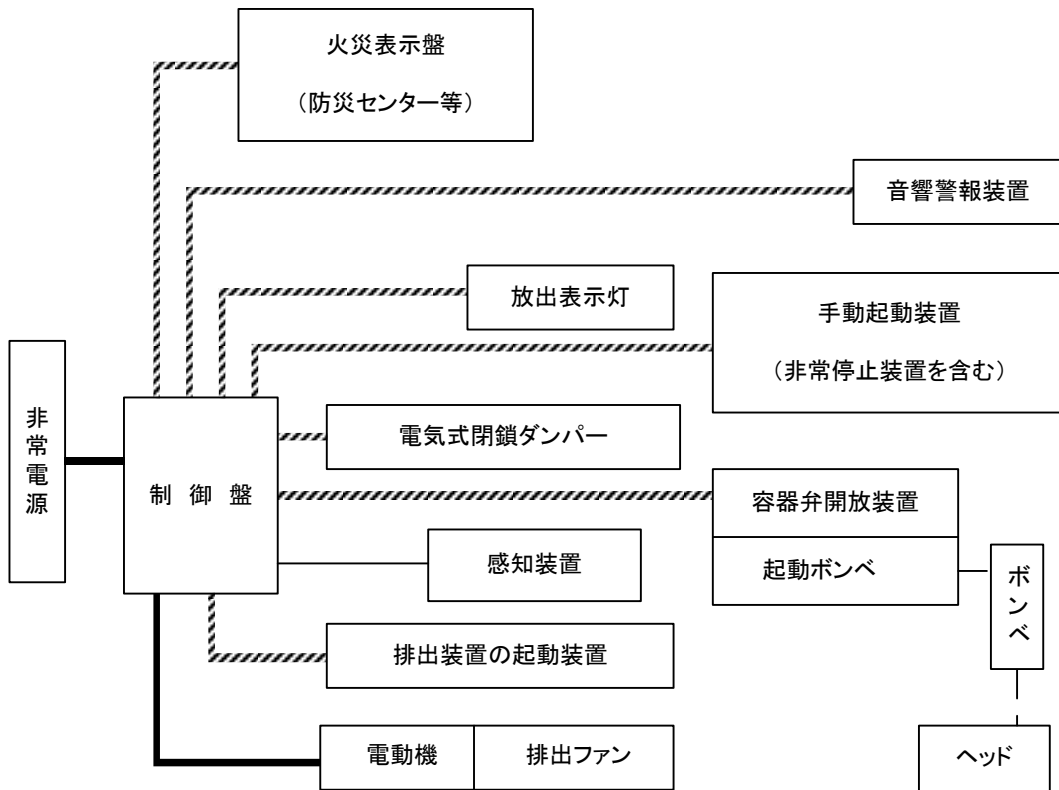 火災表示盤
（防災センター等）
音響警報装置
放出表示灯
手動起動装置
（非常停止装置を含む）
非常電源
制御盤
電気式閉鎖ダンパー
容器弁開放装置
起動ボンベ
感知装置
ボンベ
排出装置の起動装置
電動機
排出ファン
ヘッド